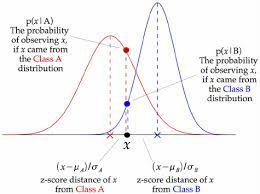 p(x | A)
The probability
of observing x,
if x came from
the Class A
distribution
p(x | B)
The probability
of observing x,
if x came from
the Class B
distribution
x
(x-μ_A)/σ_A
z-score distance of x
from Class A
(x-μ_B)/σ_B
z-score distance of x
from Class B